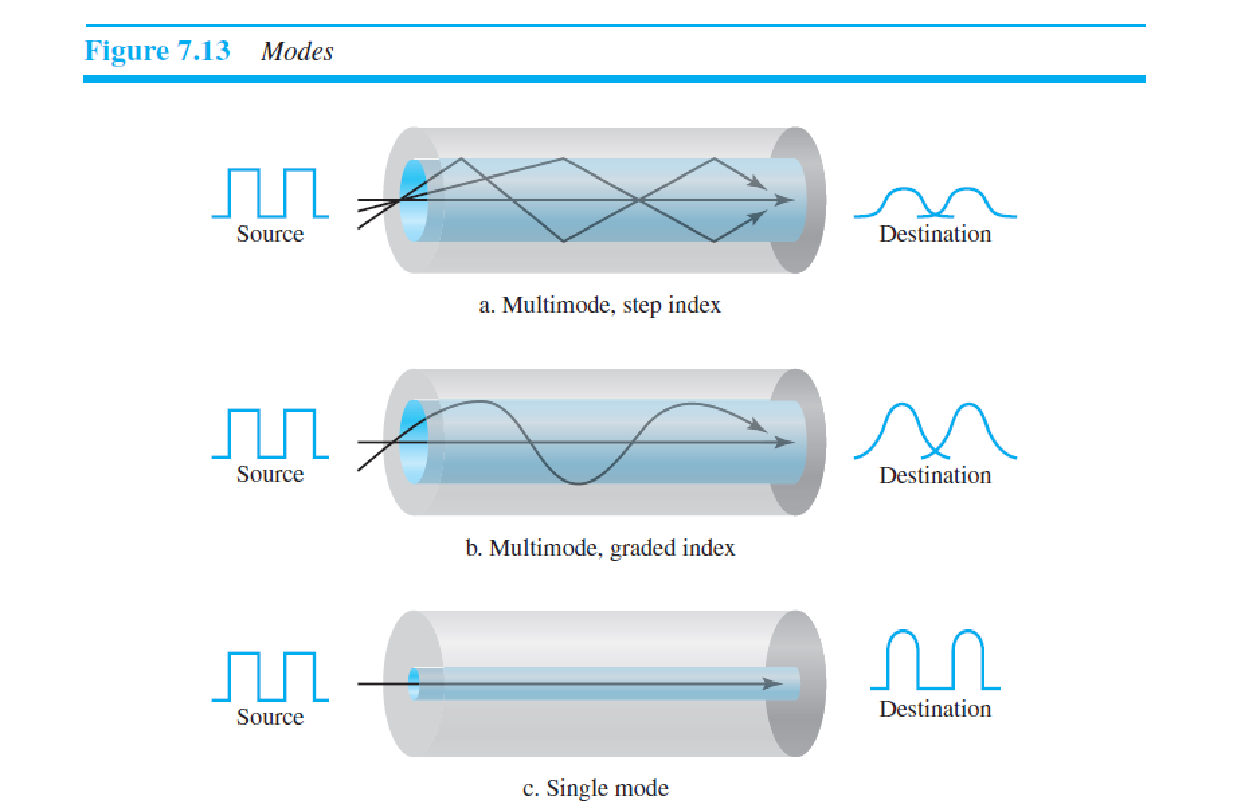 Figure 7.13 Modes
Source
Destination
a. Multimode, step index
Source
Destination
b. Multimode, graded index
Source
Destination
c. Single mode